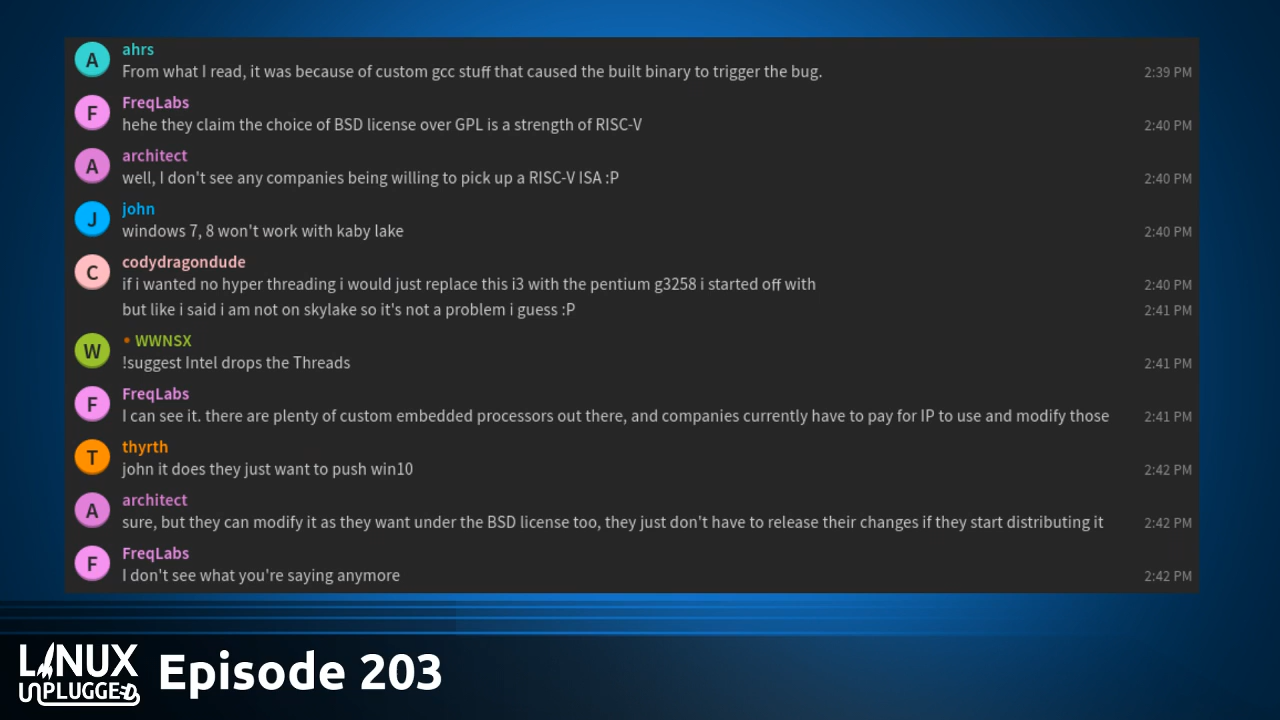 A
ahrs
From what I read, it was because of custom gcc stuff that caused the built binary to trigger the bug.
2:39 PM
F
FreqLabs
hehe they claim the choice of BSD license over GPL is a strength of RISC-V
2:40 PM
A
architect
well, I don't see any companies being willing to pick up a RISC-V ISA :P
2:40 PM
J
john
windows 7, 8 won't work with kaby lake
2:40 PM
C
codydragondude
if i wanted no hyper threading i would just replace this i3 with the pentium g3258 i started off with
2:40 PM
but like i said i am not on skylake so it's not a problem i guess :P
2:41 PM
W
• WWNSX
!suggest Intel drops the Threads
2:41 PM
F
FreqLabs
I can see it. there are plenty of custom embedded processors out there, and companies currently have to pay for IP to use and modify those
2:41 PM
T
thyrth
john it does they just want to push win10
2:42 PM
A
architect
sure, but they can modify it as they want under the BSD license too, they just don't have to release their changes if they start distributing it
2:42 PM
F
FreqLabs
I don't see what you're saying anymore
2:42 PM
LINUX
UNPLUGGED
Episode 203